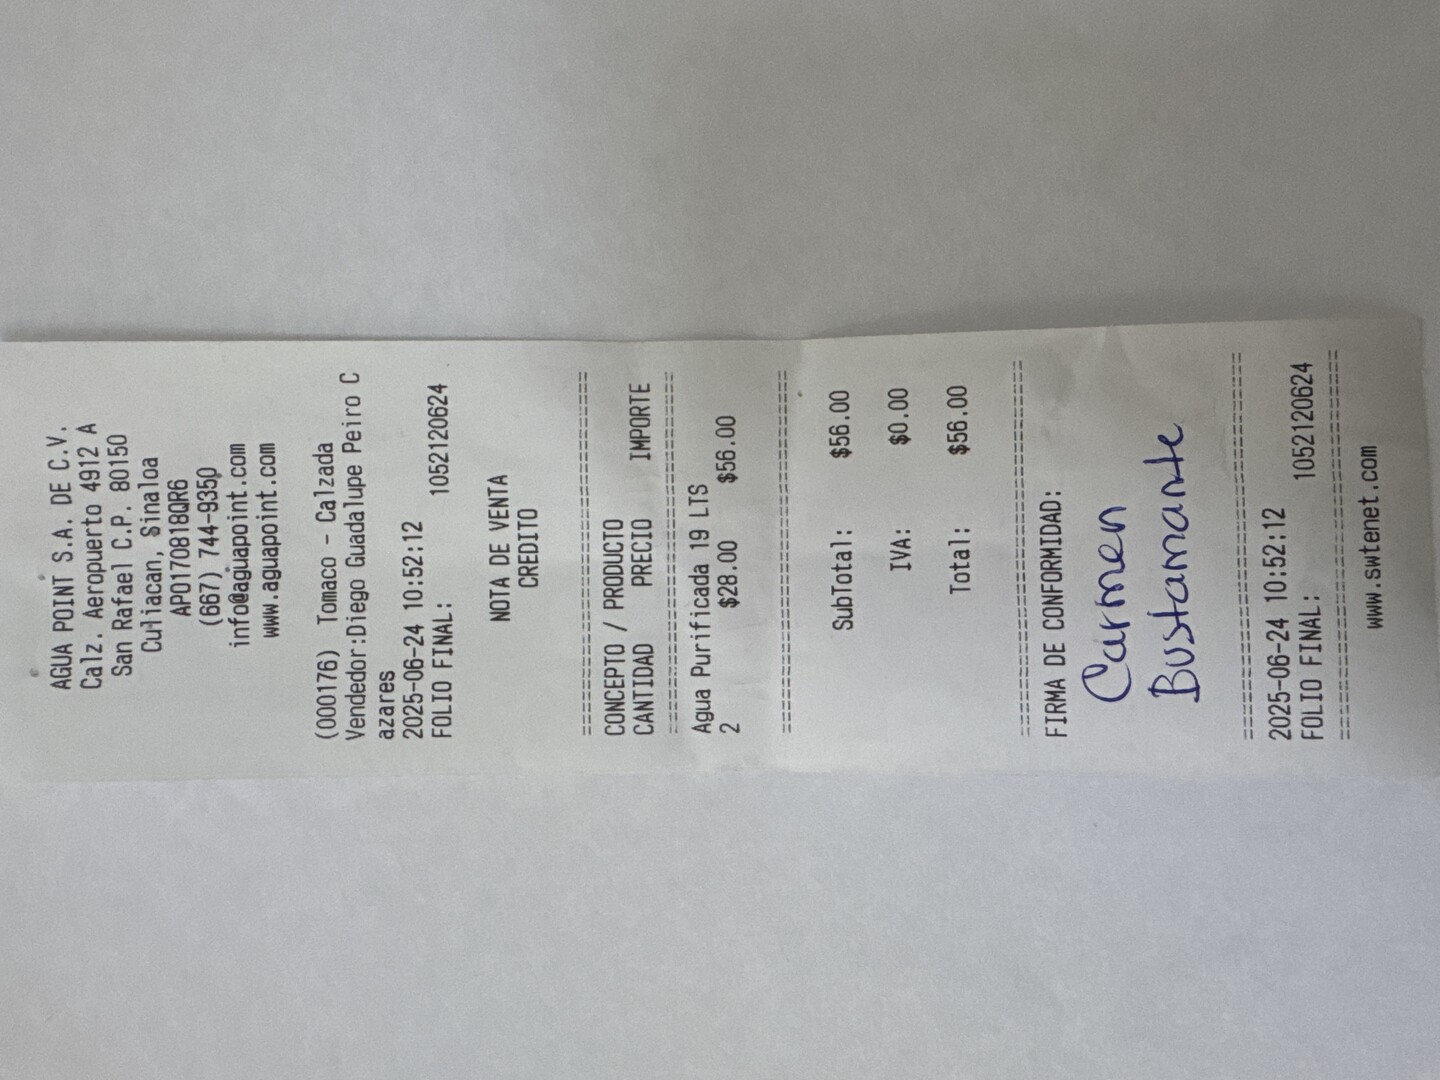 AGUA POINT S.A. DE C.V.
Calz. Aeropuerto 4912 A
San Rafael C.P. 80150
Culiacan, Sinaloa
APO170818QR6
(667) 744-9350
info@aguapoint.com
www.aguapoint.com
(000176) Tomaco - Calzada
Vendedor:Diego Guadalupe Peiro C
azares
2025-06-24 10:52:12
FOLIO FINAL: 1052120624
NOTA DE VENTA
CREDITO
================================
CONCEPTO / PRODUCTO
CANTIDAD PRECIO IMPORTE
================================
Agua Purificada 19 LTS
2 $28.00 $56.00
================================
SubTotal: $56.00
IVA: $0.00
Total: $56.00
================================
FIRMA DE CONFORMIDAD:
Carmen
Bustamante
================================
2025-06-24 10:52:12
FOLIO FINAL: 1052120624
================================
www.swtenet.com